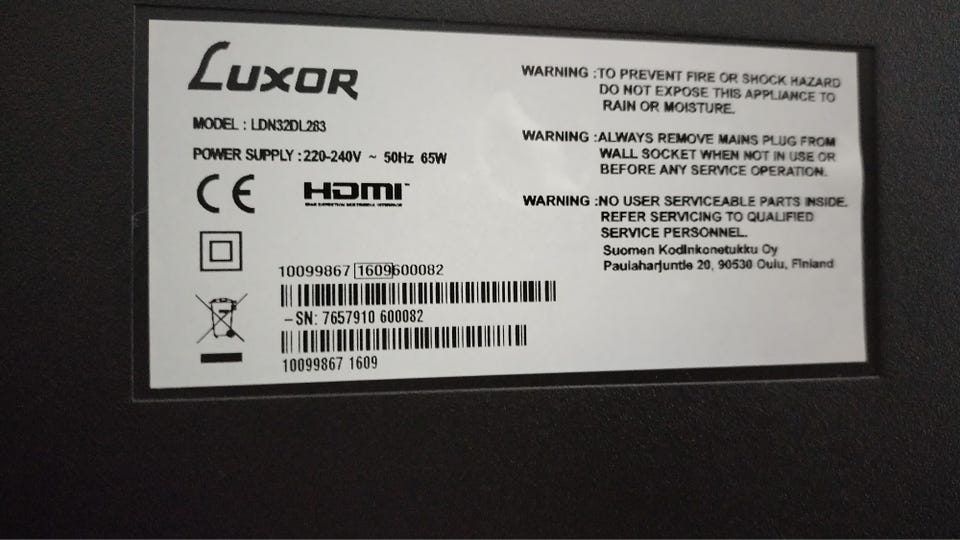 LUXOR
MODEL : LDN32DL283
POWER SUPPLY : 220-240V ~ 50Hz 65W
CE HDMI
10099867 1609600082
-SN: 7657910 600082
10099867 1609
WARNING :TO PREVENT FIRE OR SHOCK HAZARD
DO NOT EXPOSE THIS APPLIANCE TO
RAIN OR MOISTURE.
WARNING :ALWAYS REMOVE MAINS PLUG FROM
WALL SOCKET WHEN NOT IN USE OR
BEFORE ANY SERVICE OPERATION.
WARNING :NO USER SERVICEABLE PARTS INSIDE.
REFER SERVICING TO QUALIFIED
SERVICE PERSONNEL.
Suomen Kodinkonetukku Oy
Paulaharjuntie 20, 90530 Oulu, Finland